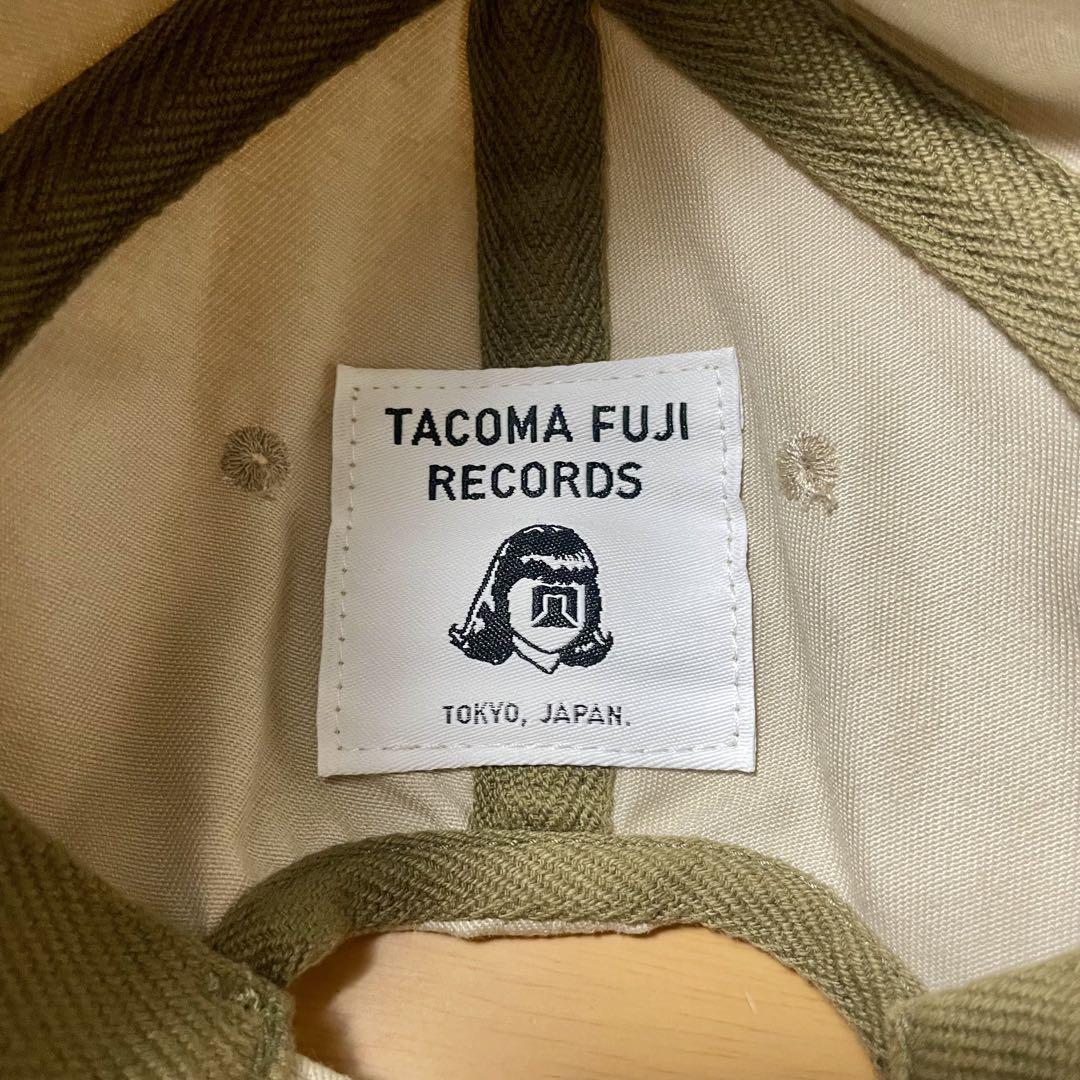 TACOMA FUJI
RECORDS
TOKYO, JAPAN.